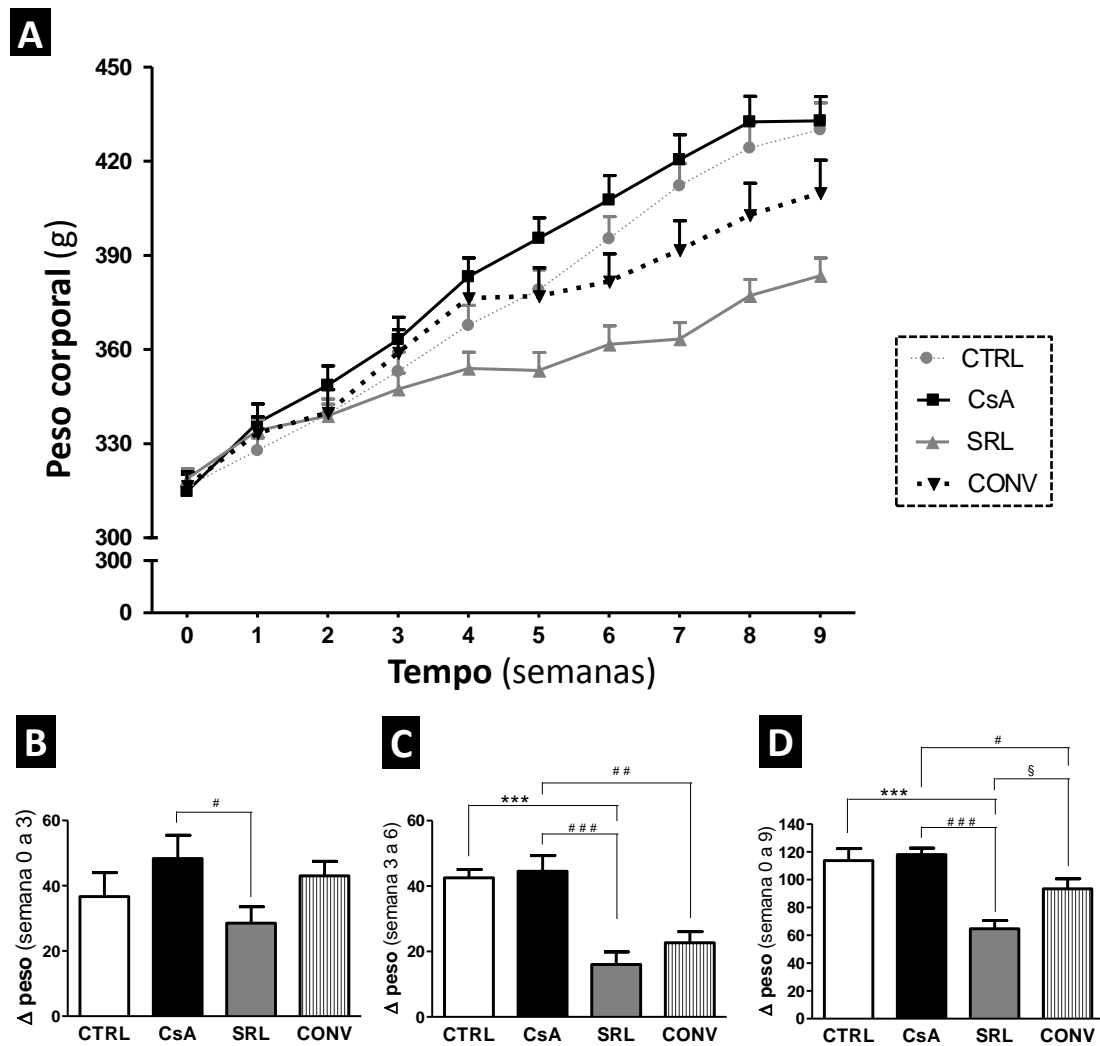 A
Peso corporal (g)
450
420
390
360
330
300
300
0
0 1 2 3 4 5 6 7 8 9
Tempo (semanas)
CTRL
CsA
SRL
CONV
B
Δ peso (semana 0 a 3)
60
40
20
0
#
CTRL CsA SRL CONV
C
Δ peso (semana 3 a 6)
60
40
20
0
# #
***
# # #
CTRL CsA SRL CONV
D
Δ peso (semana 0 a 9)
140
120
100
80
60
40
20
0
#
§
***
# # #
CTRL CsA SRL CONV